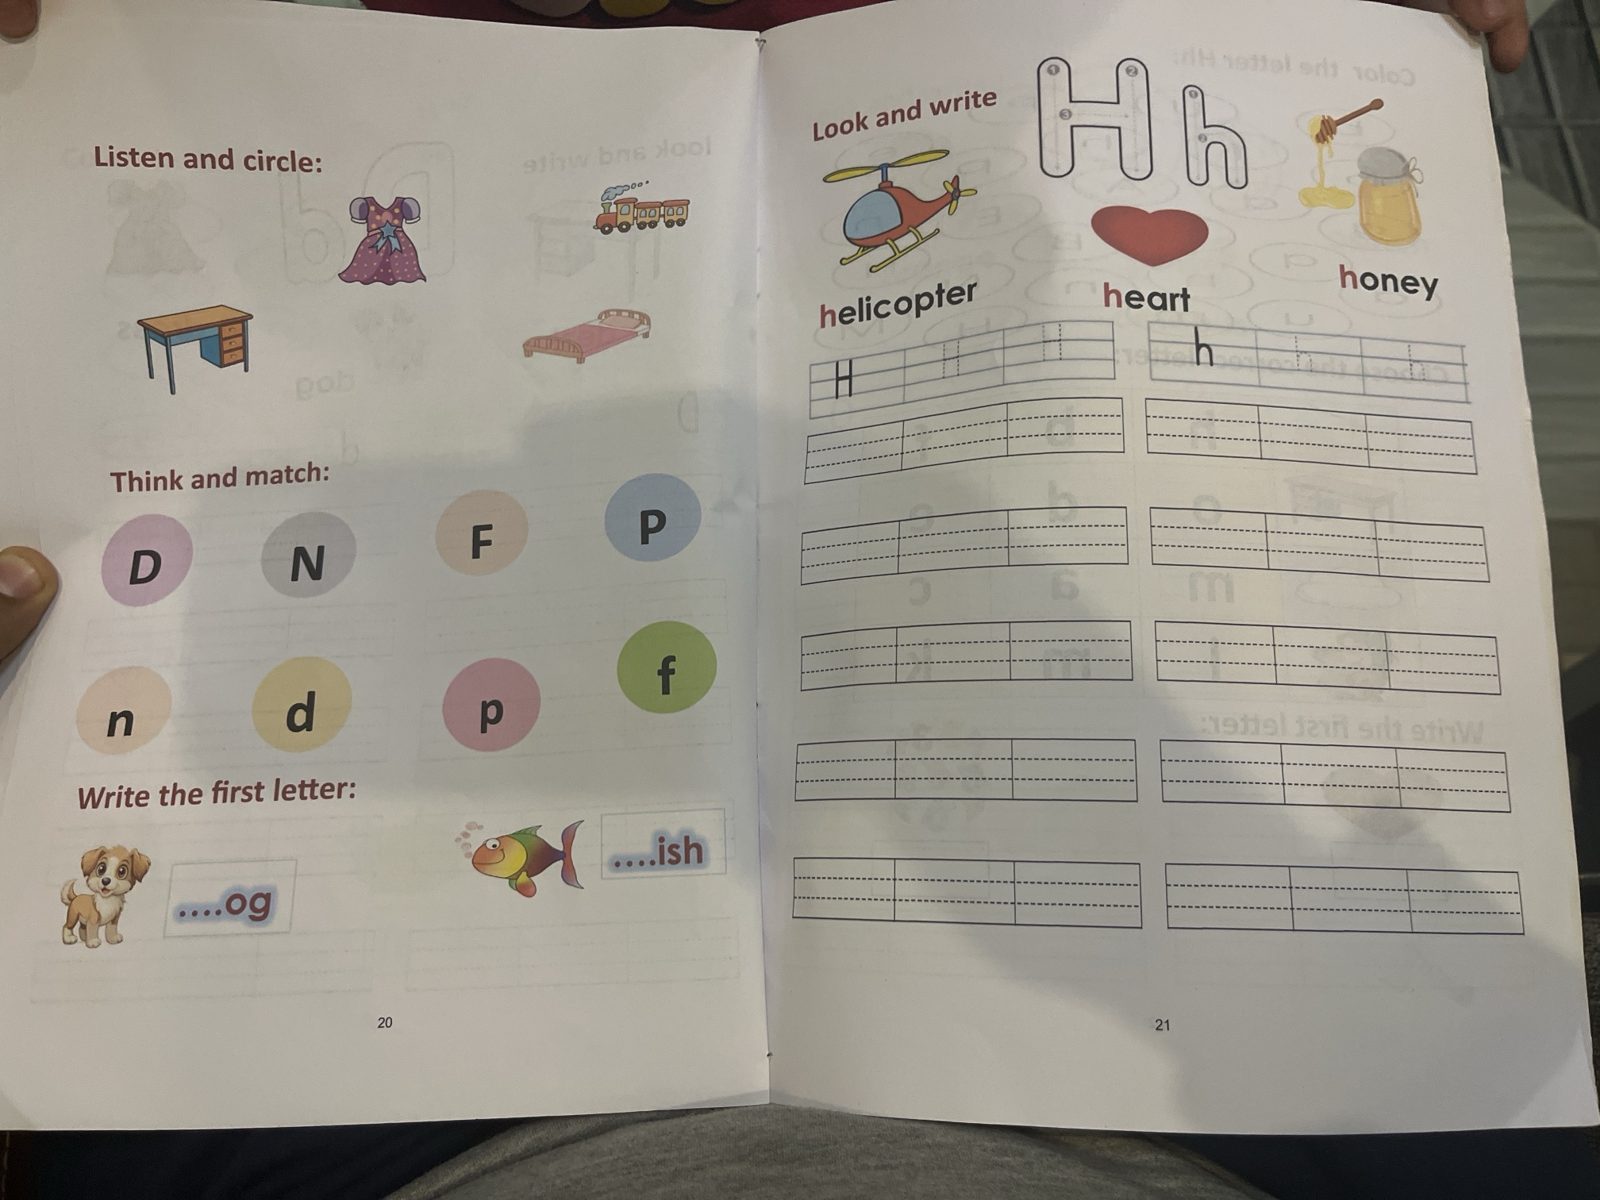 Listen and circle:
Think and match:
D N F P
n d p f
Write the first letter:
....og
....ish
20
Look and write
H h
helicopter
heart
honey
H H H
h
21